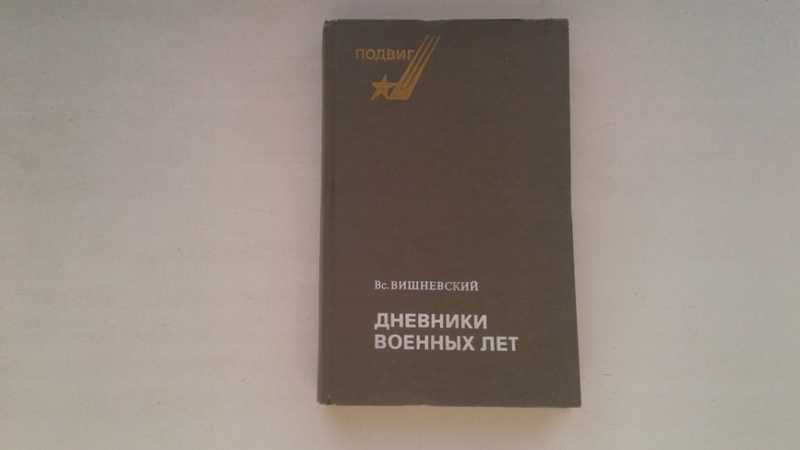 ПОДВИГ
Вс. ВИШНЕВСКИЙ
ДНЕВНИКИ
ВОЕННЫХ ЛЕТ